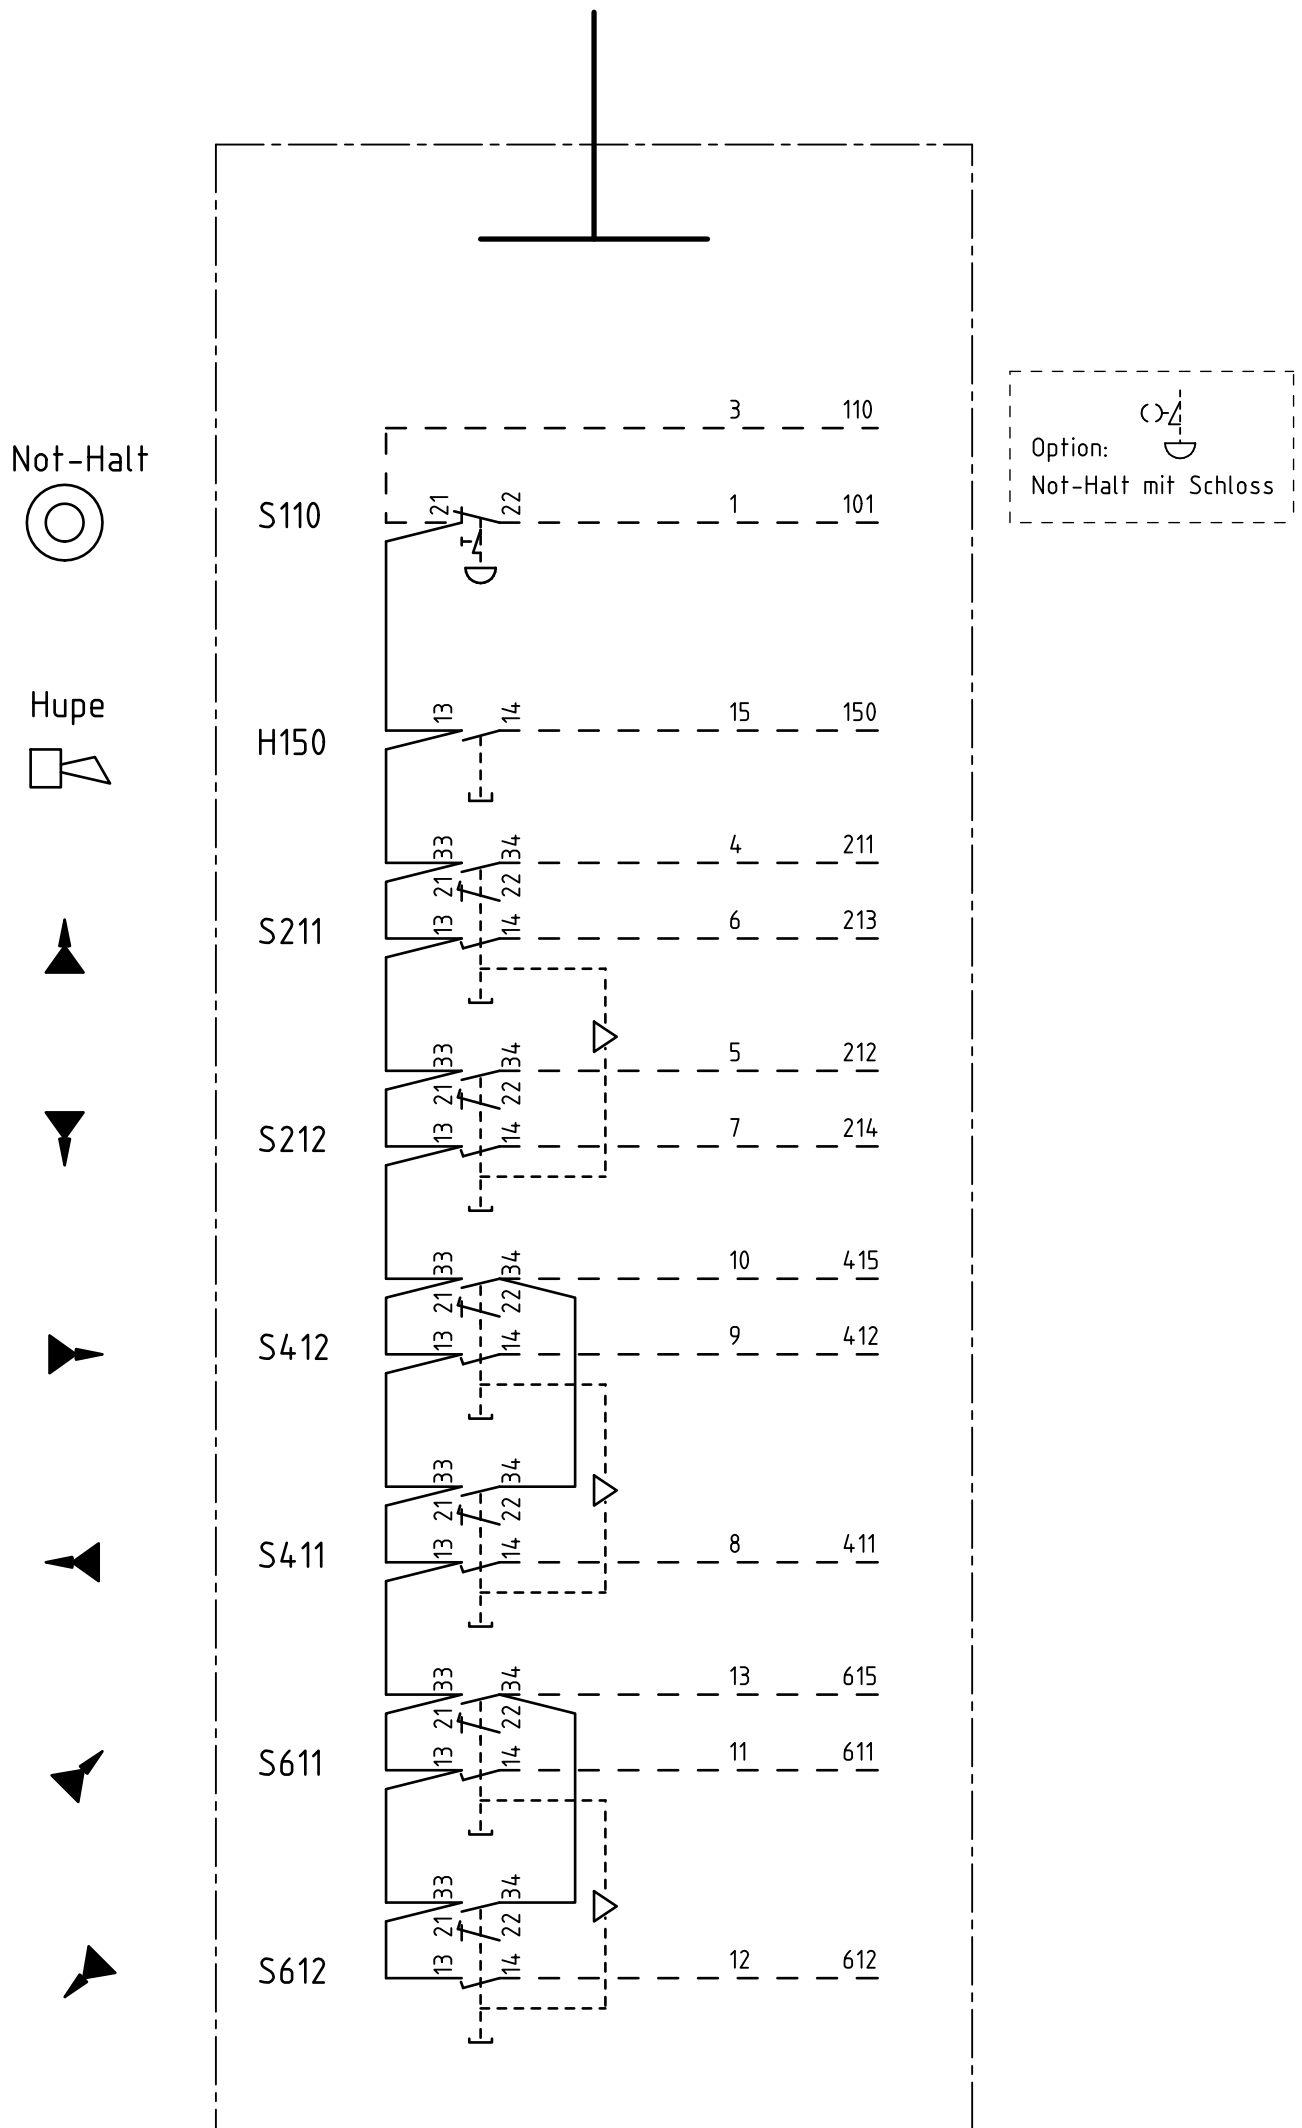 3 110
Option:
Not-Halt mit Schloss
Not-Halt
S110 21 22 1 101
Hupe
H150 13 14 15 150
33 34 4 211
21 22
S211 13 14 6 213
33 34 5 212
21 22
S212 13 14 7 214
33 34 10 415
21 22
S412 13 14 9 412
33 34
21 22
S411 13 14 8 411
33 34 13 615
21 22
S611 13 14 11 611
33 34
21 22
S612 13 14 12 612